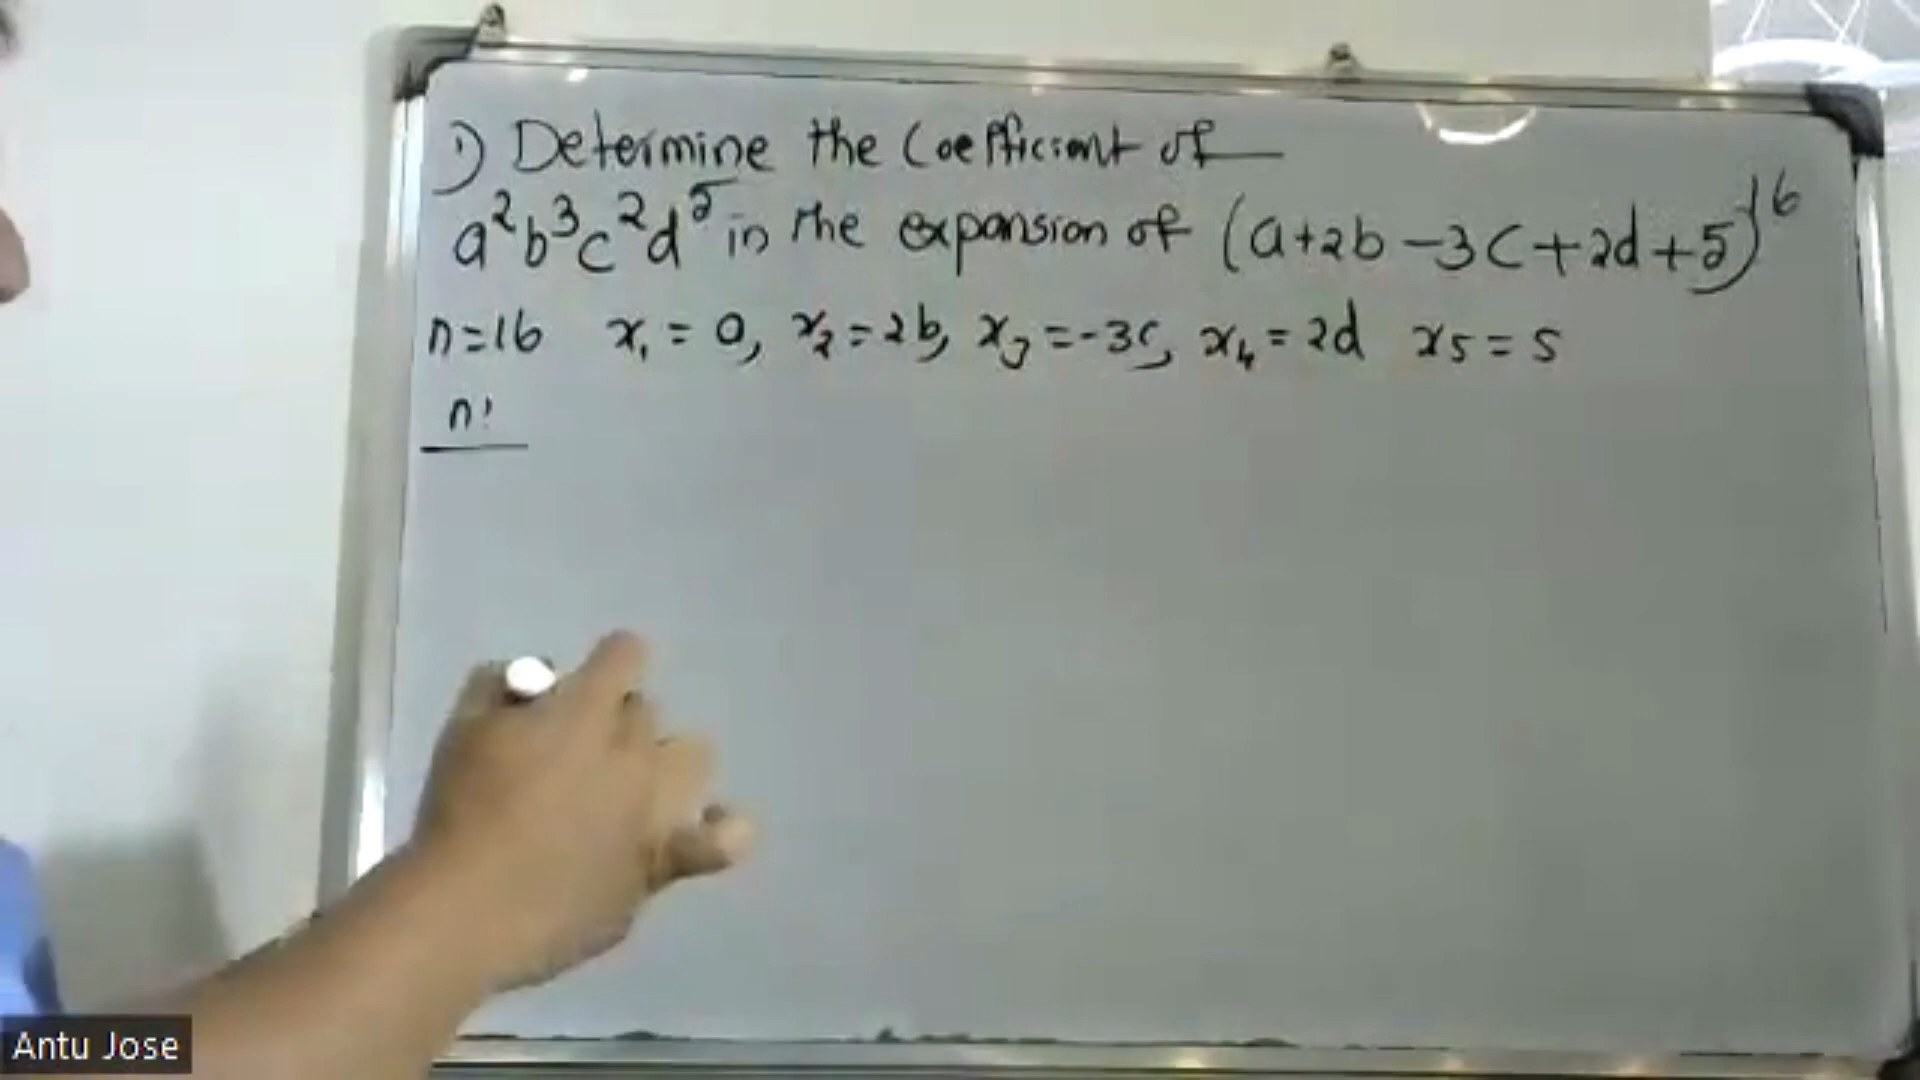 1) Determine the Coefficient of
a²b³c²d⁵ in the expansion of (a+2b-3c+2d+5)¹⁶
n=16 x₁ = a, x₂ = 2b, x₃ = -3c, x₄ = 2d x₅ = 5
n!
Antu Jose